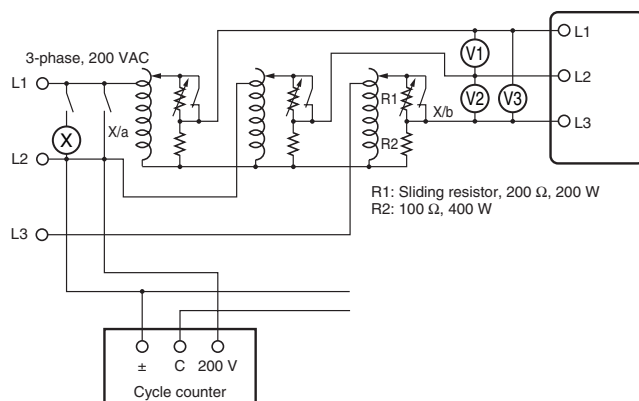 3-phase, 200 VAC
L1
L2
L3
X
X/a
R1
R2
X/b
V1
V2
V3
L1
L2
L3
R1: Sliding resistor, 200 Ω, 200 W
R2: 100 Ω, 400 W
± C 200 V
Cycle counter